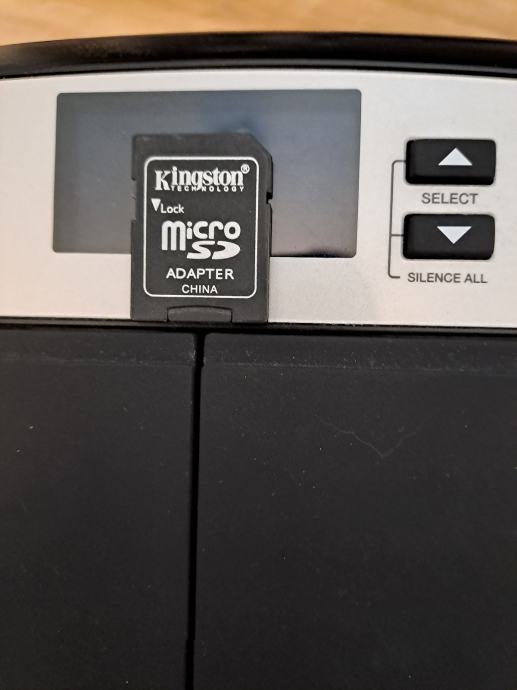 Kingston®
TECHNOLOGY
Lock
micro
SD
ADAPTER
CHINA
SELECT
SILENCE ALL